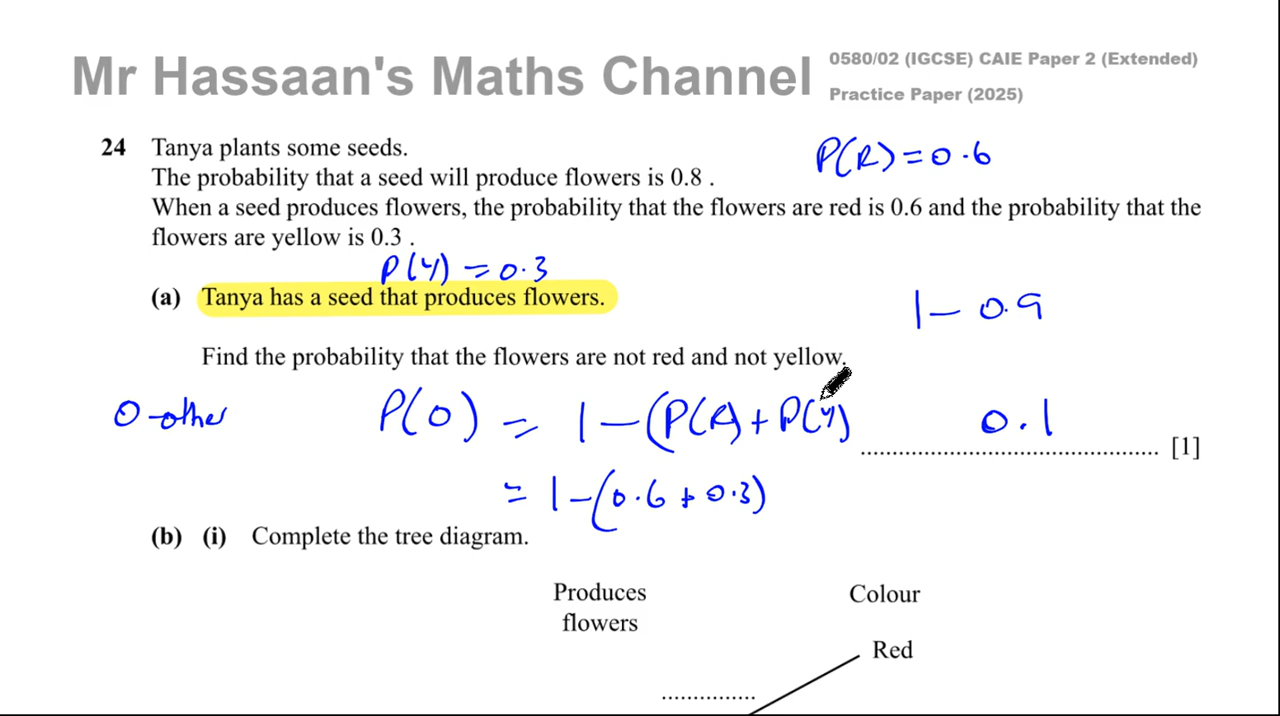 Mr Hassaan's Maths Channel
0580/02 (IGCSE) CAIE Paper 2 (Extended)
Practice Paper (2025)
24 Tanya plants some seeds.
P(R) = 0.6
The probability that a seed will produce flowers is 0.8 .
When a seed produces flowers, the probability that the flowers are red is 0.6 and the probability that the
flowers are yellow is 0.3 .
P(Y) = 0.3
(a) Tanya has a seed that produces flowers.
1 - 0.9
Find the probability that the flowers are not red and not yellow.
O - other P(O) = 1 - (P(R) + P(Y)
0.1
.............................................. [1]
= 1 - (0.6 + 0.3)
(b) (i) Complete the tree diagram.
Produces
flowers
Colour
Red
...............